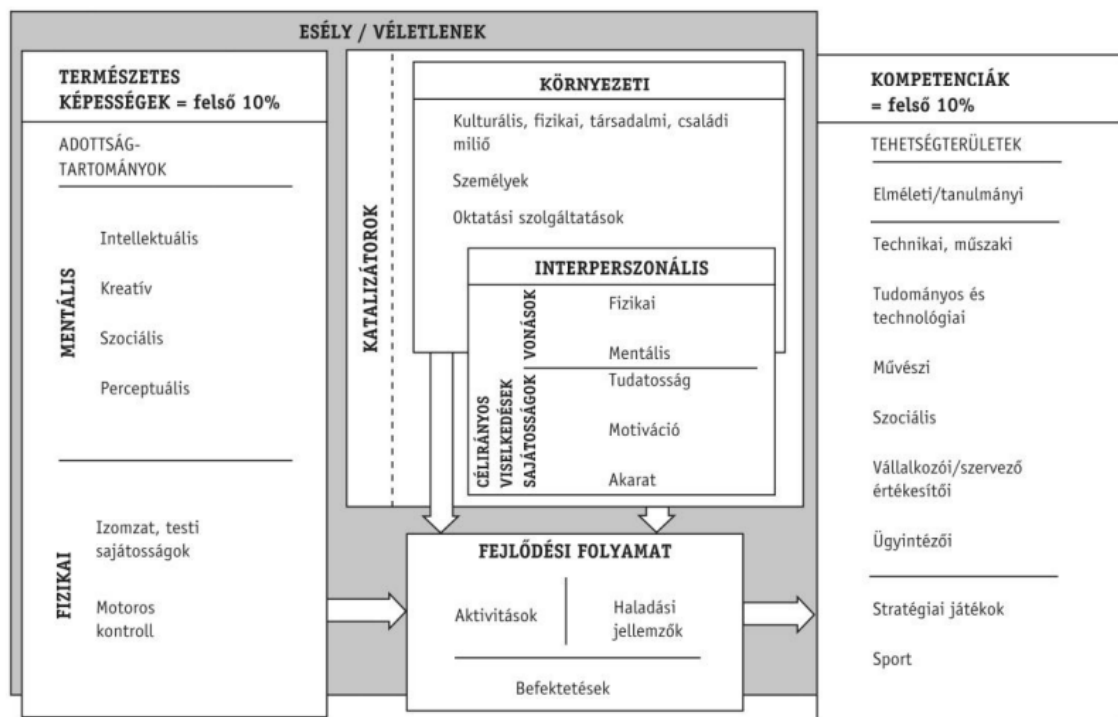 ESÉLY / VÉLETLENEK
TERMÉSZETES
KÉPESSÉGEK = felső 10%
ADOTTSÁG-
TARTOMÁNYOK
MENTÁLIS
Intellektuális
Kreatív
Szociális
Perceptuális
FIZIKAI
Izomzat, testi
sajátosságok
Motoros
kontroll
KATALIZÁTOROK
KÖRNYEZETI
Kulturális, fizikai, társadalmi, családi
milió
Személyek
Oktatási szolgáltatások
INTERPERSZONÁLIS
VONÁSOK
Fizikai
Mentális
CÉLIRÁNYOS
VISELKEDÉSEK
SAJÁTOSSÁGOK
Tudatosság
Motiváció
Akarat
FEJLŐDÉSI FOLYAMAT
Aktivitások
Haladási
jellemzők
Befektetések
KOMPETENCIÁK
= felső 10%
TEHETSÉGTERÜLETEK
Elméleti/tanulmányi
Technikai, műszaki
Tudományos és
technológiai
Művészi
Szociális
Vállalkozói/szervező
értékesítői
Ügyintézői
Stratégiai játékok
Sport